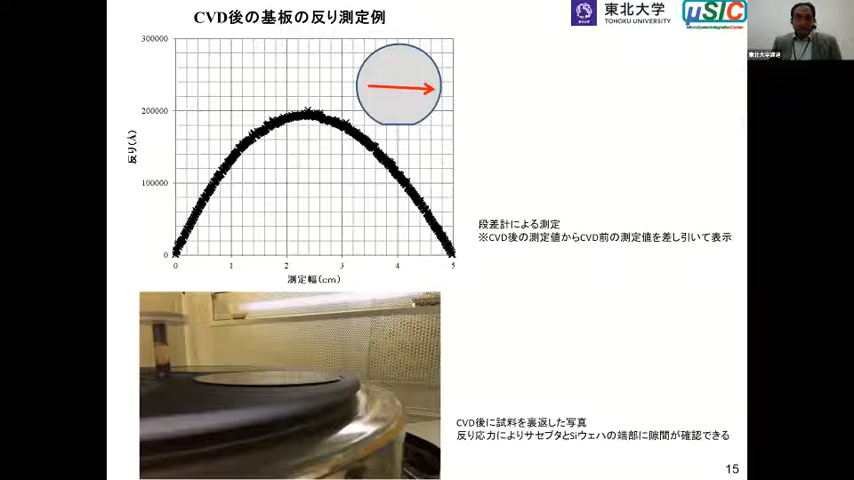 CVD後の基板の反り測定例
東北大学
TOHOKU UNIVERSITY
μSIC
300000
200000
100000
0
反り(Å)
0 1 2 3 4 5
測定幅(cm)
段差計による測定
※CVD後の測定値からCVD前の測定値を差し引いて表示
CVD後に試料を裏返した写真
反り応力によりサセプタとSiウェハの端部に隙間が確認できる
15